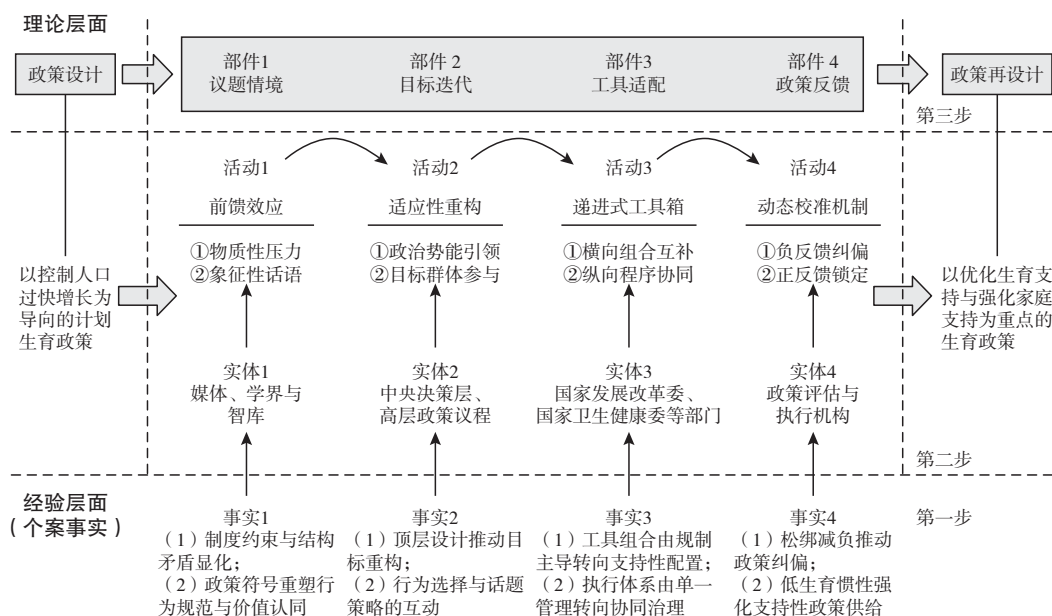 理论层面
政策设计
部件1
议题情境
部件 2
目标迭代
部件3
工具适配
部件 4
政策反馈
政策再设计
第三步
活动1
活动2
活动3
活动4
前馈效应
适应性重构
递进式工具箱
动态校准机制
①物质性压力
②象征性话语
①政治势能引领
②目标群体参与
①横向组合互补
②纵向程序协同
①负反馈纠偏
②正反馈锁定
以控制人口
过快增长为
导向的计划
生育政策
以优化生育支
持与强化家庭
支持为重点的
生育政策
实体1
媒体、学界与
智库
实体2
中央决策层、
高层政策议程
实体3
国家发展改革委、
国家卫生健康委等部门
实体4
政策评估与
执行机构
第二步
经验层面
（个案事实）
第一步
事实1
（1）制度约束与结构
矛盾显化；
（2）政策符号重塑行
为规范与价值认同
事实2
（1）顶层设计推动目
标重构；
（2）行为选择与话题
策略的互动
事实3
（1）工具组合由规制
主导转向支持性配置；
（2）执行体系由单一
管理转向协同治理
事实4
（1）松绑减负推动
政策纠偏；
（2）低生育惯性强
化支持性政策供给